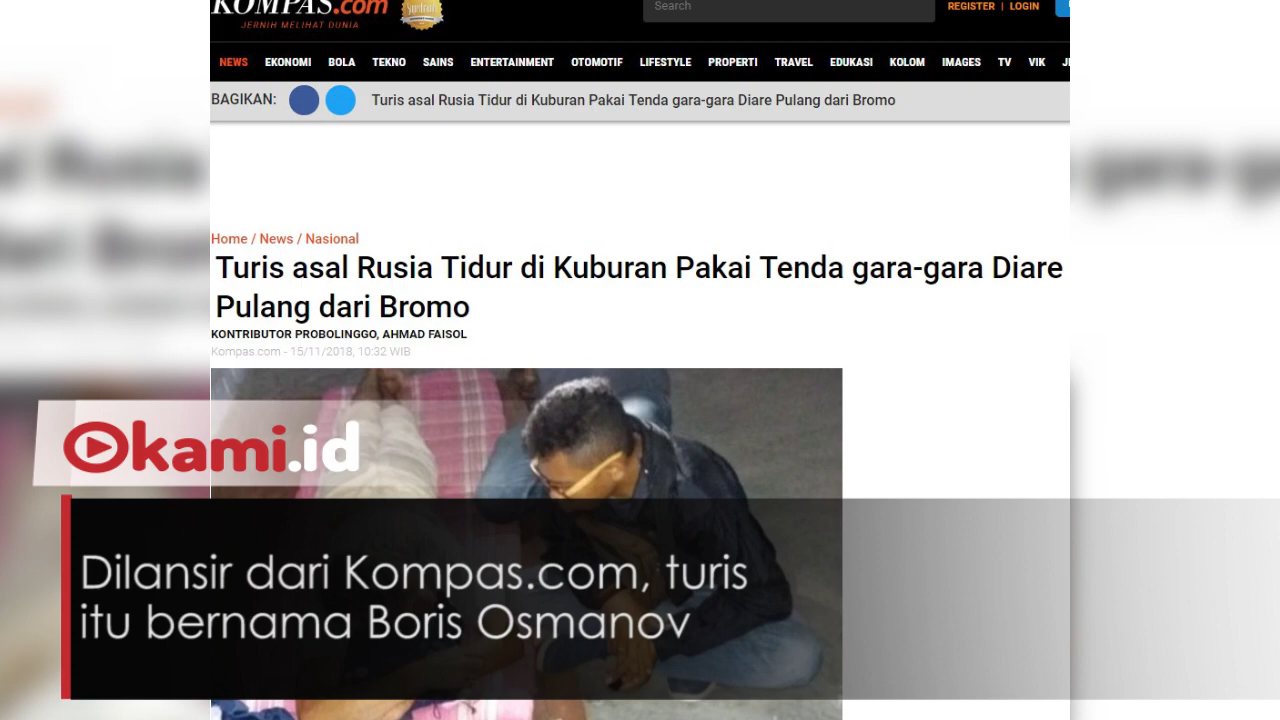 KOMPAS.com
JERNIH MELIHAT DUNIA
Search
REGISTER | LOGIN
NEWS EKONOMI BOLA TEKNO SAINS ENTERTAINMENT OTOMOTIF LIFESTYLE PROPERTI TRAVEL EDUKASI KOLOM IMAGES TV VIK
BAGIKAN: Turis asal Rusia Tidur di Kuburan Pakai Tenda gara-gara Diare Pulang dari Bromo
Home / News / Nasional
Turis asal Rusia Tidur di Kuburan Pakai Tenda gara-gara Diare
Pulang dari Bromo
KONTRIBUTOR PROBOLINGGO, AHMAD FAISOL
Kompas.com - 15/11/2018, 10:32 WIB
Okami.id
Dilansir dari Kompas.com, turis
itu bernama Boris Osmanov